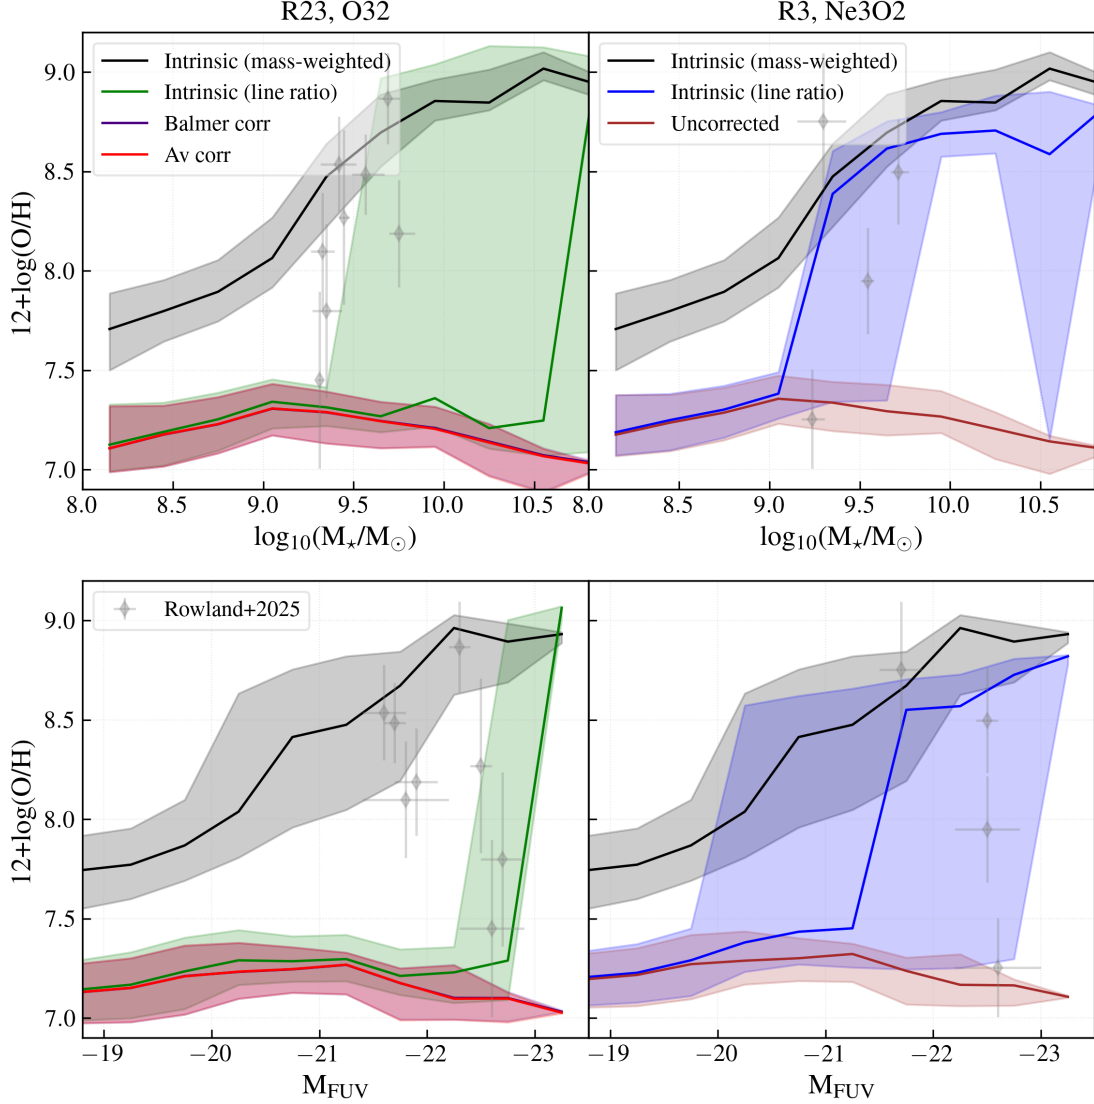 R23, O32
R3, Ne3O2
Intrinsic (mass-weighted)
Intrinsic (line ratio)
Balmer corr
Av corr
Intrinsic (mass-weighted)
Intrinsic (line ratio)
Uncorrected
12+log(O/H)
9.0
8.5
8.0
7.5
7.0
8.0
8.5
9.0
9.5
10.0
10.5
8.0
8.5
9.0
9.5
10.0
10.5
log₁₀(M⋆/M☉)
log₁₀(M⋆/M☉)
Rowland+2025
12+log(O/H)
9.0
8.5
8.0
7.5
7.0
−19
−20
−21
−22
−23
−19
−20
−21
−22
−23
M_FUV
M_FUV